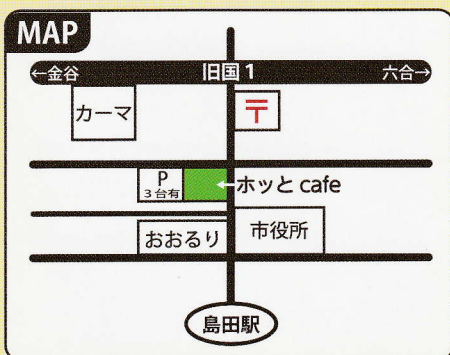 MAP
←金谷 旧国1 六合→
カーマ
〒
P
3台有
←ホッと cafe
おおるり
市役所
島田駅